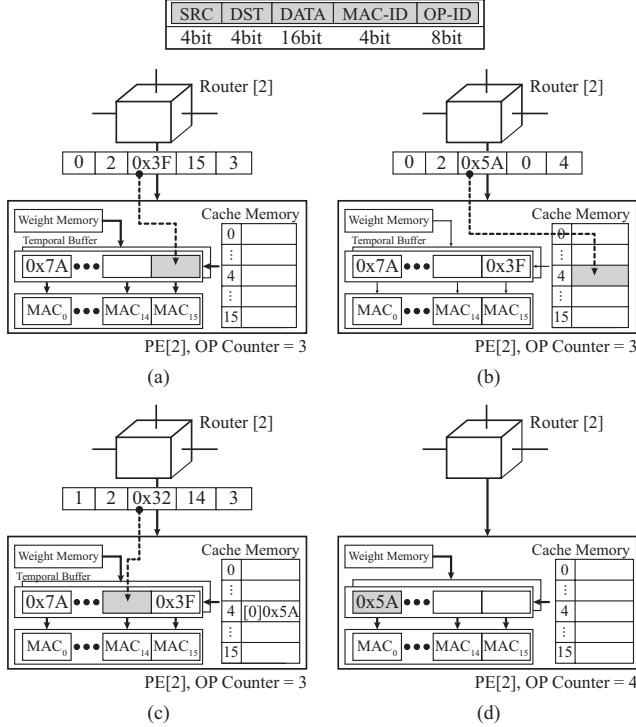 SRC DST DATA MAC-ID OP-ID
4bit 4bit 16bit 4bit 8bit
Router [2]
0 2 0x3F 15 3
Weight Memory
Temporal Buffer
0x7A ●●●
MAC0 ●●● MAC14 MAC15
Cache Memory
0
⋮
4
⋮
15
PE[2], OP Counter = 3
(a)
Router [2]
0 2 0x5A 0 4
Weight Memory
Temporal Buffer
0x7A ●●● 0x3F
MAC0 ●●● MAC14 MAC15
Cache Memory
0
⋮
4
⋮
15
PE[2], OP Counter = 3
(b)
Router [2]
1 2 0x32 14 3
Weight Memory
Temporal Buffer
0x7A ●●● 0x3F
MAC0 ●●● MAC14 MAC15
Cache Memory
0
⋮
4 [0]0x5A
⋮
15
PE[2], OP Counter = 3
(c)
Router [2]
Weight Memory
0x5A ●●●
MAC0 ●●● MAC14 MAC15
Cache Memory
0
⋮
4
⋮
15
PE[2], OP Counter = 4
(d)